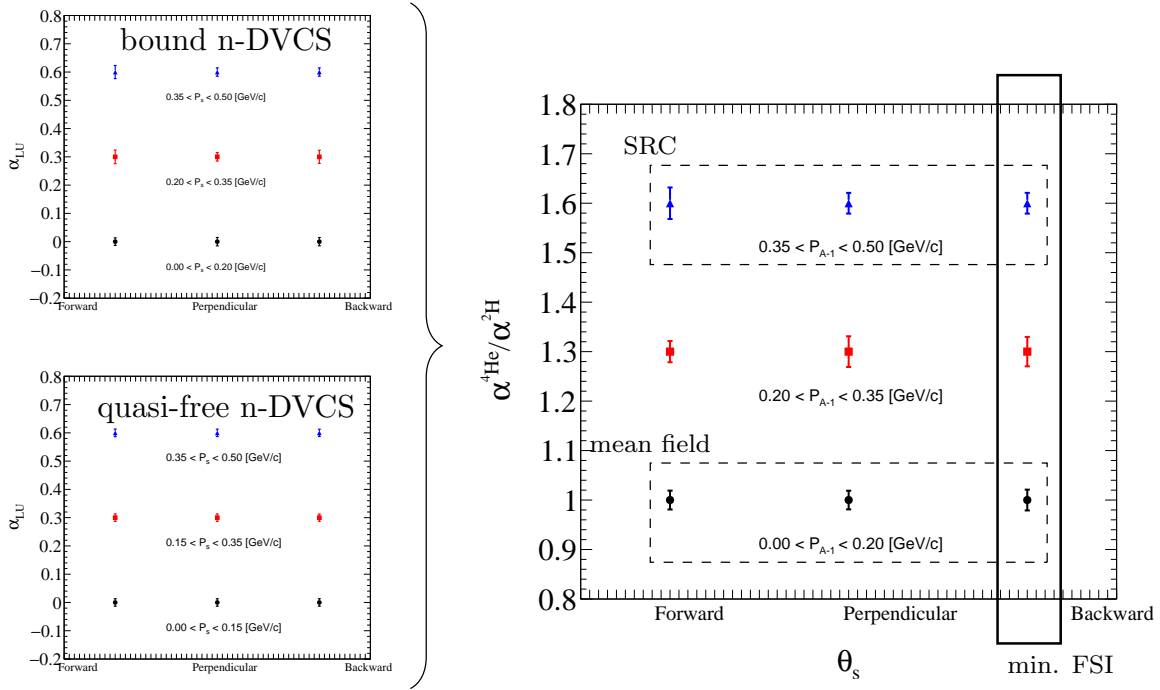 bound n-DVCS
0.8
0.7
0.6
0.5
0.4
0.3
0.2
0.1
0
−0.1
−0.2
α_LU
0.35 < P_s < 0.50 [GeV/c]
0.20 < P_s < 0.35 [GeV/c]
0.00 < P_s < 0.20 [GeV/c]
Forward Perpendicular Backward
quasi-free n-DVCS
0.8
0.7
0.6
0.5
0.4
0.3
0.2
0.1
0
−0.1
−0.2
α_LU
0.35 < P_s < 0.50 [GeV/c]
0.15 < P_s < 0.35 [GeV/c]
0.00 < P_s < 0.15 [GeV/c]
Forward Perpendicular Backward
1.8
1.7
1.6
1.5
1.4
1.3
1.2
1.1
1
0.9
0.8
α^4He/α^2H
SRC
0.35 < P_A-1 < 0.50 [GeV/c]
0.20 < P_A-1 < 0.35 [GeV/c]
mean field
0.00 < P_A-1 < 0.20 [GeV/c]
Forward Perpendicular Backward
θ_s
min. FSI